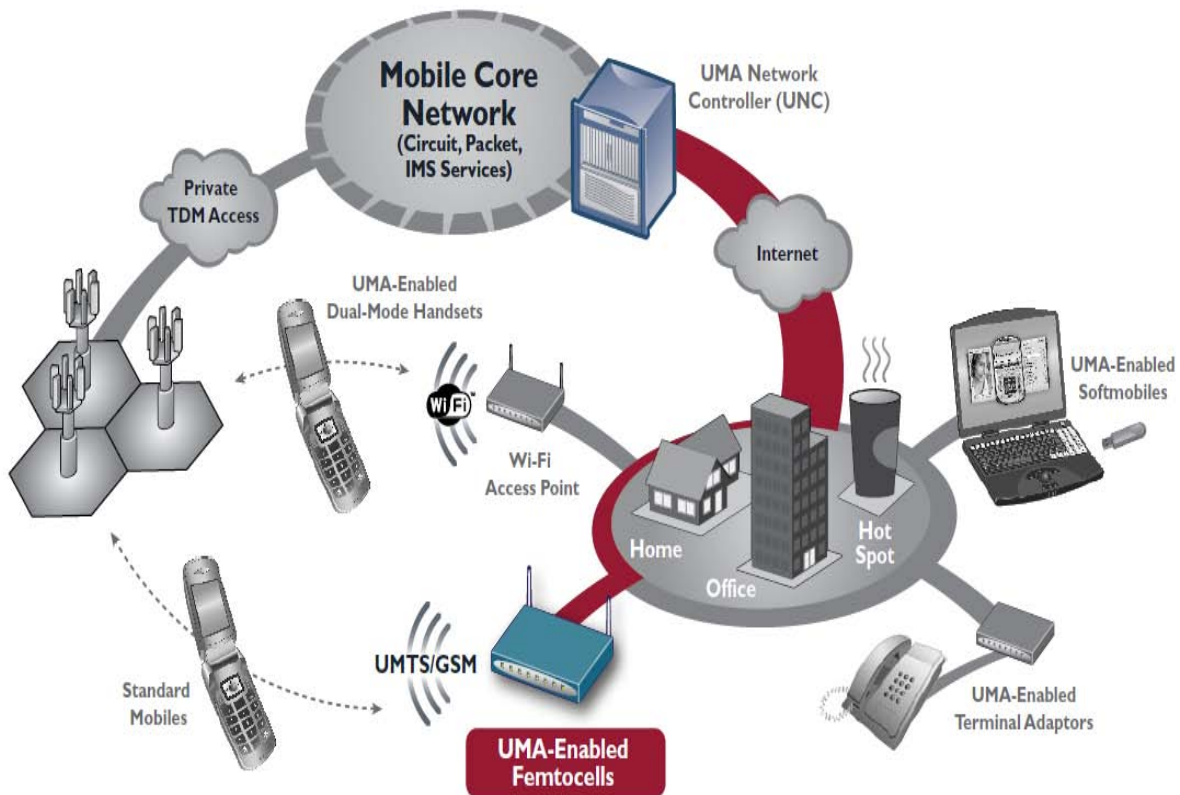 Mobile Core
Network
(Circuit, Packet,
IMS Services)
UMA Network
Controller (UNC)
Private
TDM Access
Internet
UMA-Enabled
Dual-Mode Handsets
UMA-Enabled
Softmobiles
Wi Fi
Wi-Fi
Access Point
Home
Office
Hot
Spot
UMTS/GSM
Standard
Mobiles
UMA-Enabled
Terminal Adaptors
UMA-Enabled
Femtocells